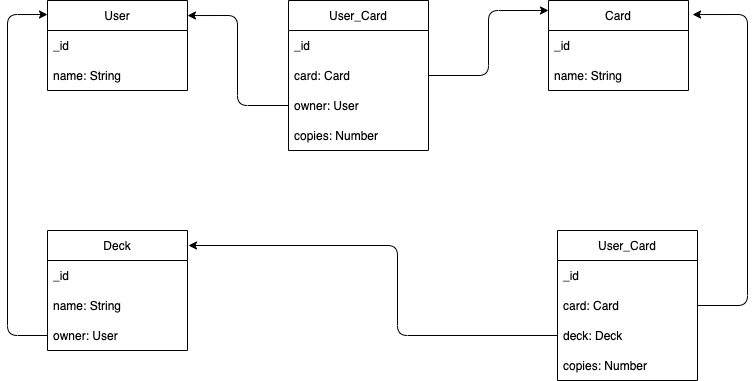 User
_id
name: String
User_Card
_id
card: Card
owner: User
copies: Number
Card
_id
name: String
Deck
_id
name: String
owner: User
User_Card
_id
card: Card
deck: Deck
copies: Number